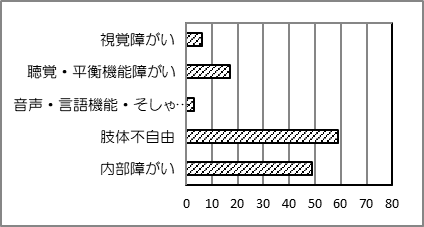 視覚障がい
聴覚・平衡機能障がい
音声・言語機能・そしゃ…
肢体不自由
内部障がい
0 10 20 30 40 50 60 70 80